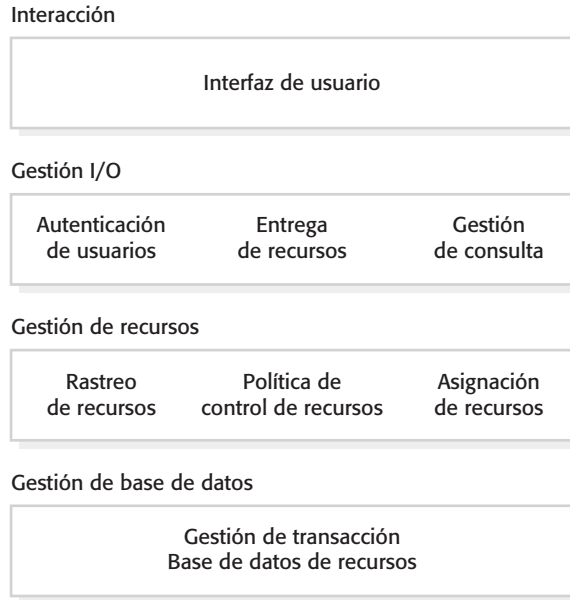 Interacción
Interfaz de usuario
Gestión I/O
Autenticación
de usuarios
Entrega
de recursos
Gestión
de consulta
Gestión de recursos
Rastreo
de recursos
Política de
control de recursos
Asignación
de recursos
Gestión de base de datos
Gestión de transacción
Base de datos de recursos